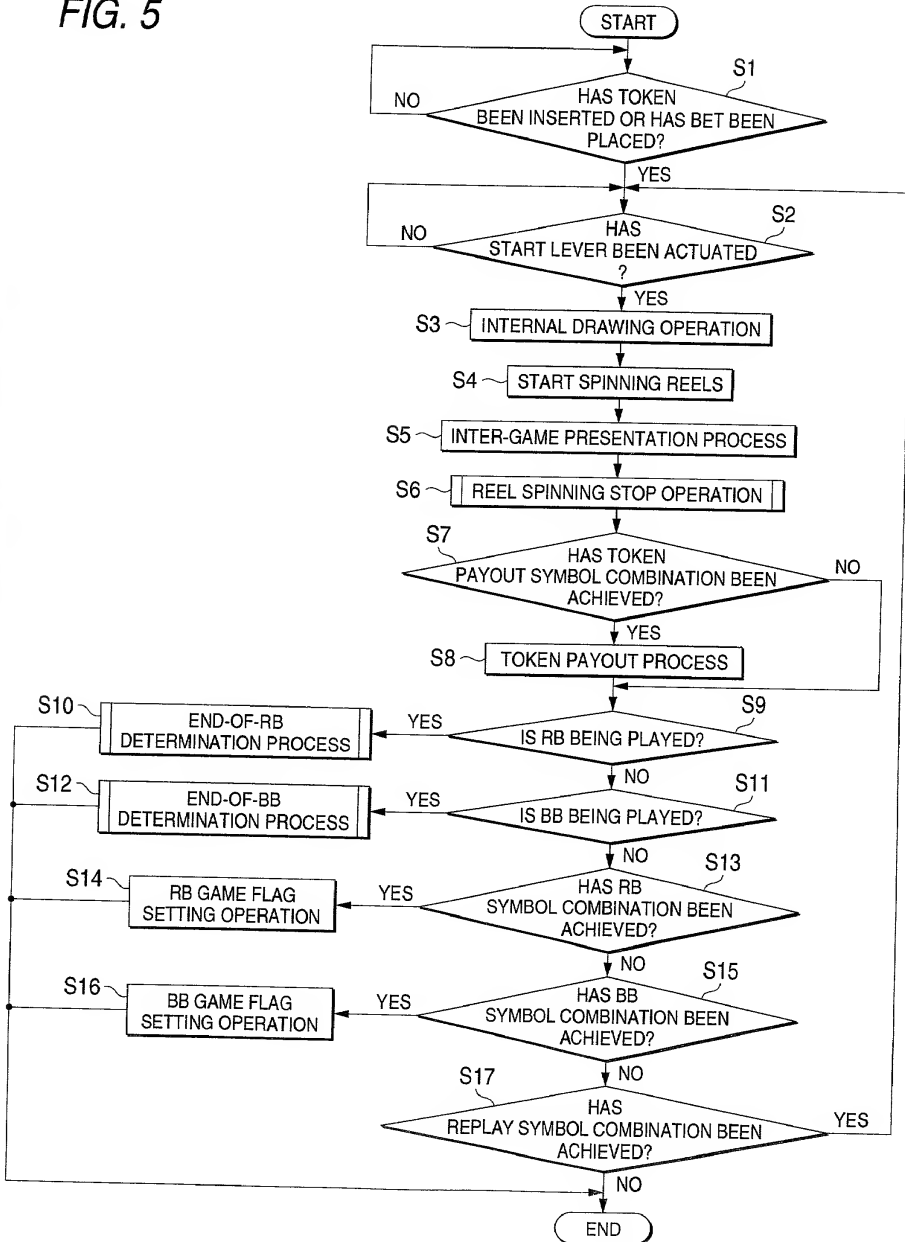 FIG. 5
START
S1
HAS TOKEN
BEEN INSERTED OR HAS BET BEEN
PLACED?
NO
YES
S2
HAS
START LEVER BEEN ACTUATED
?
NO
YES
S3
INTERNAL DRAWING OPERATION
S4
START SPINNING REELS
S5
INTER-GAME PRESENTATION PROCESS
S6
REEL SPINNING STOP OPERATION
S7
HAS TOKEN
PAYOUT SYMBOL COMBINATION BEEN
ACHIEVED?
NO
YES
S8
TOKEN PAYOUT PROCESS
S9
IS RB BEING PLAYED?
YES
S10
END-OF-RB
DETERMINATION PROCESS
NO
S11
IS BB BEING PLAYED?
YES
S12
END-OF-BB
DETERMINATION PROCESS
NO
S13
HAS RB
SYMBOL COMBINATION BEEN
ACHIEVED?
YES
S14
RB GAME FLAG
SETTING OPERATION
NO
S15
HAS BB
SYMBOL COMBINATION BEEN
ACHIEVED?
YES
S16
BB GAME FLAG
SETTING OPERATION
NO
S17
HAS
REPLAY SYMBOL COMBINATION BEEN
ACHIEVED?
YES
NO
END